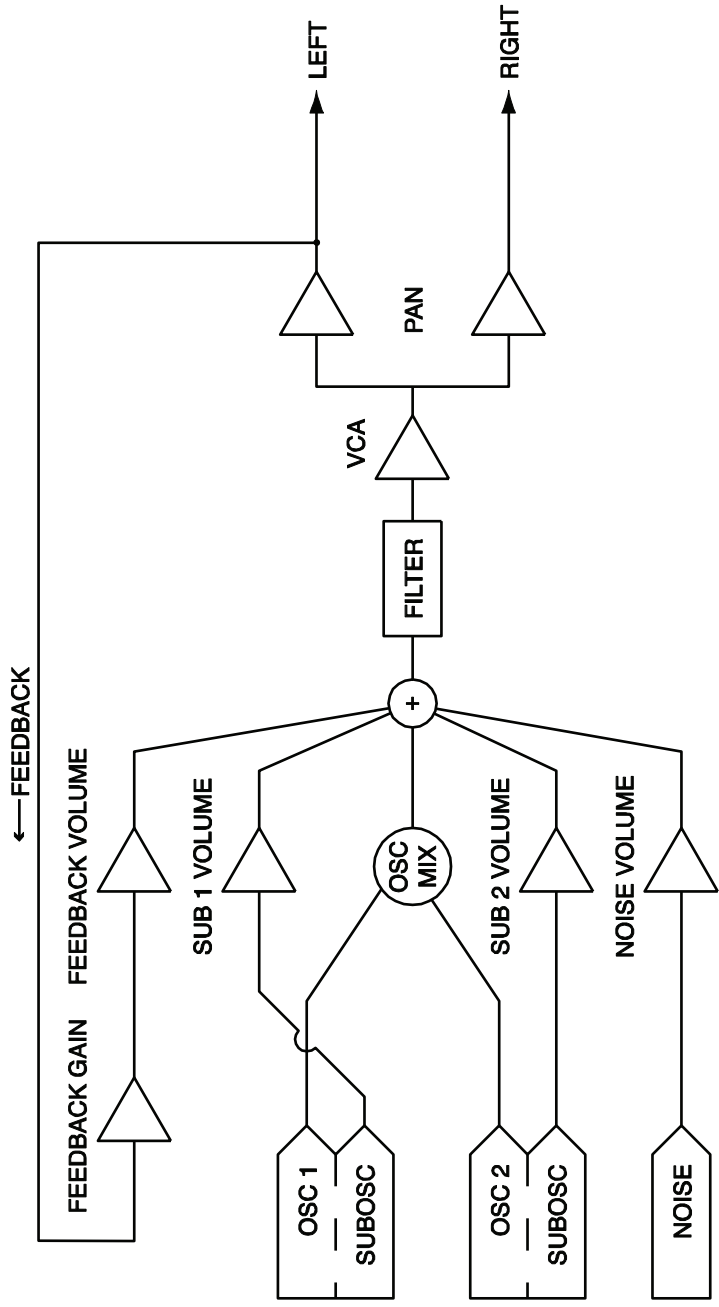 ←FEEDBACK
FEEDBACK GAIN
FEEDBACK VOLUME
SUB 1 VOLUME
OSC 1
SUBOSC
OSC
MIX
+
FILTER
VCA
PAN
LEFT
RIGHT
OSC 2
SUBOSC
SUB 2 VOLUME
NOISE
NOISE VOLUME